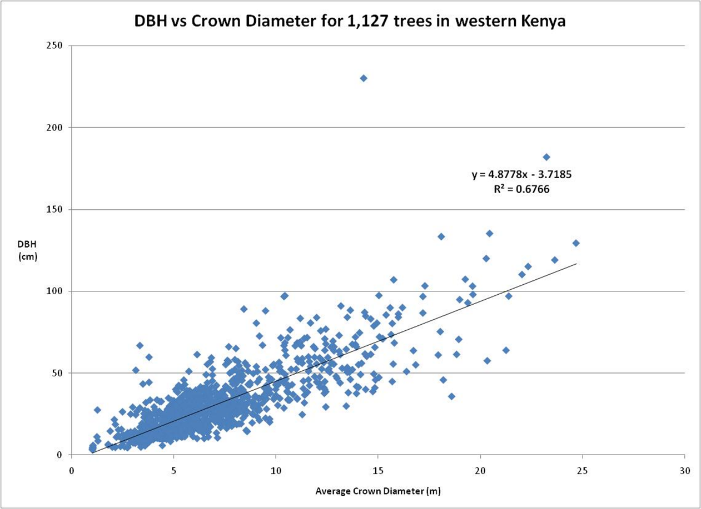 DBH vs Crown Diameter for 1,127 trees in western Kenya
250
200
y = 4.8778x - 3.7185
R² = 0.6766
150
DBH
(cm)
100
50
0
0 5 10 15 20 25 30
Average Crown Diameter (m)